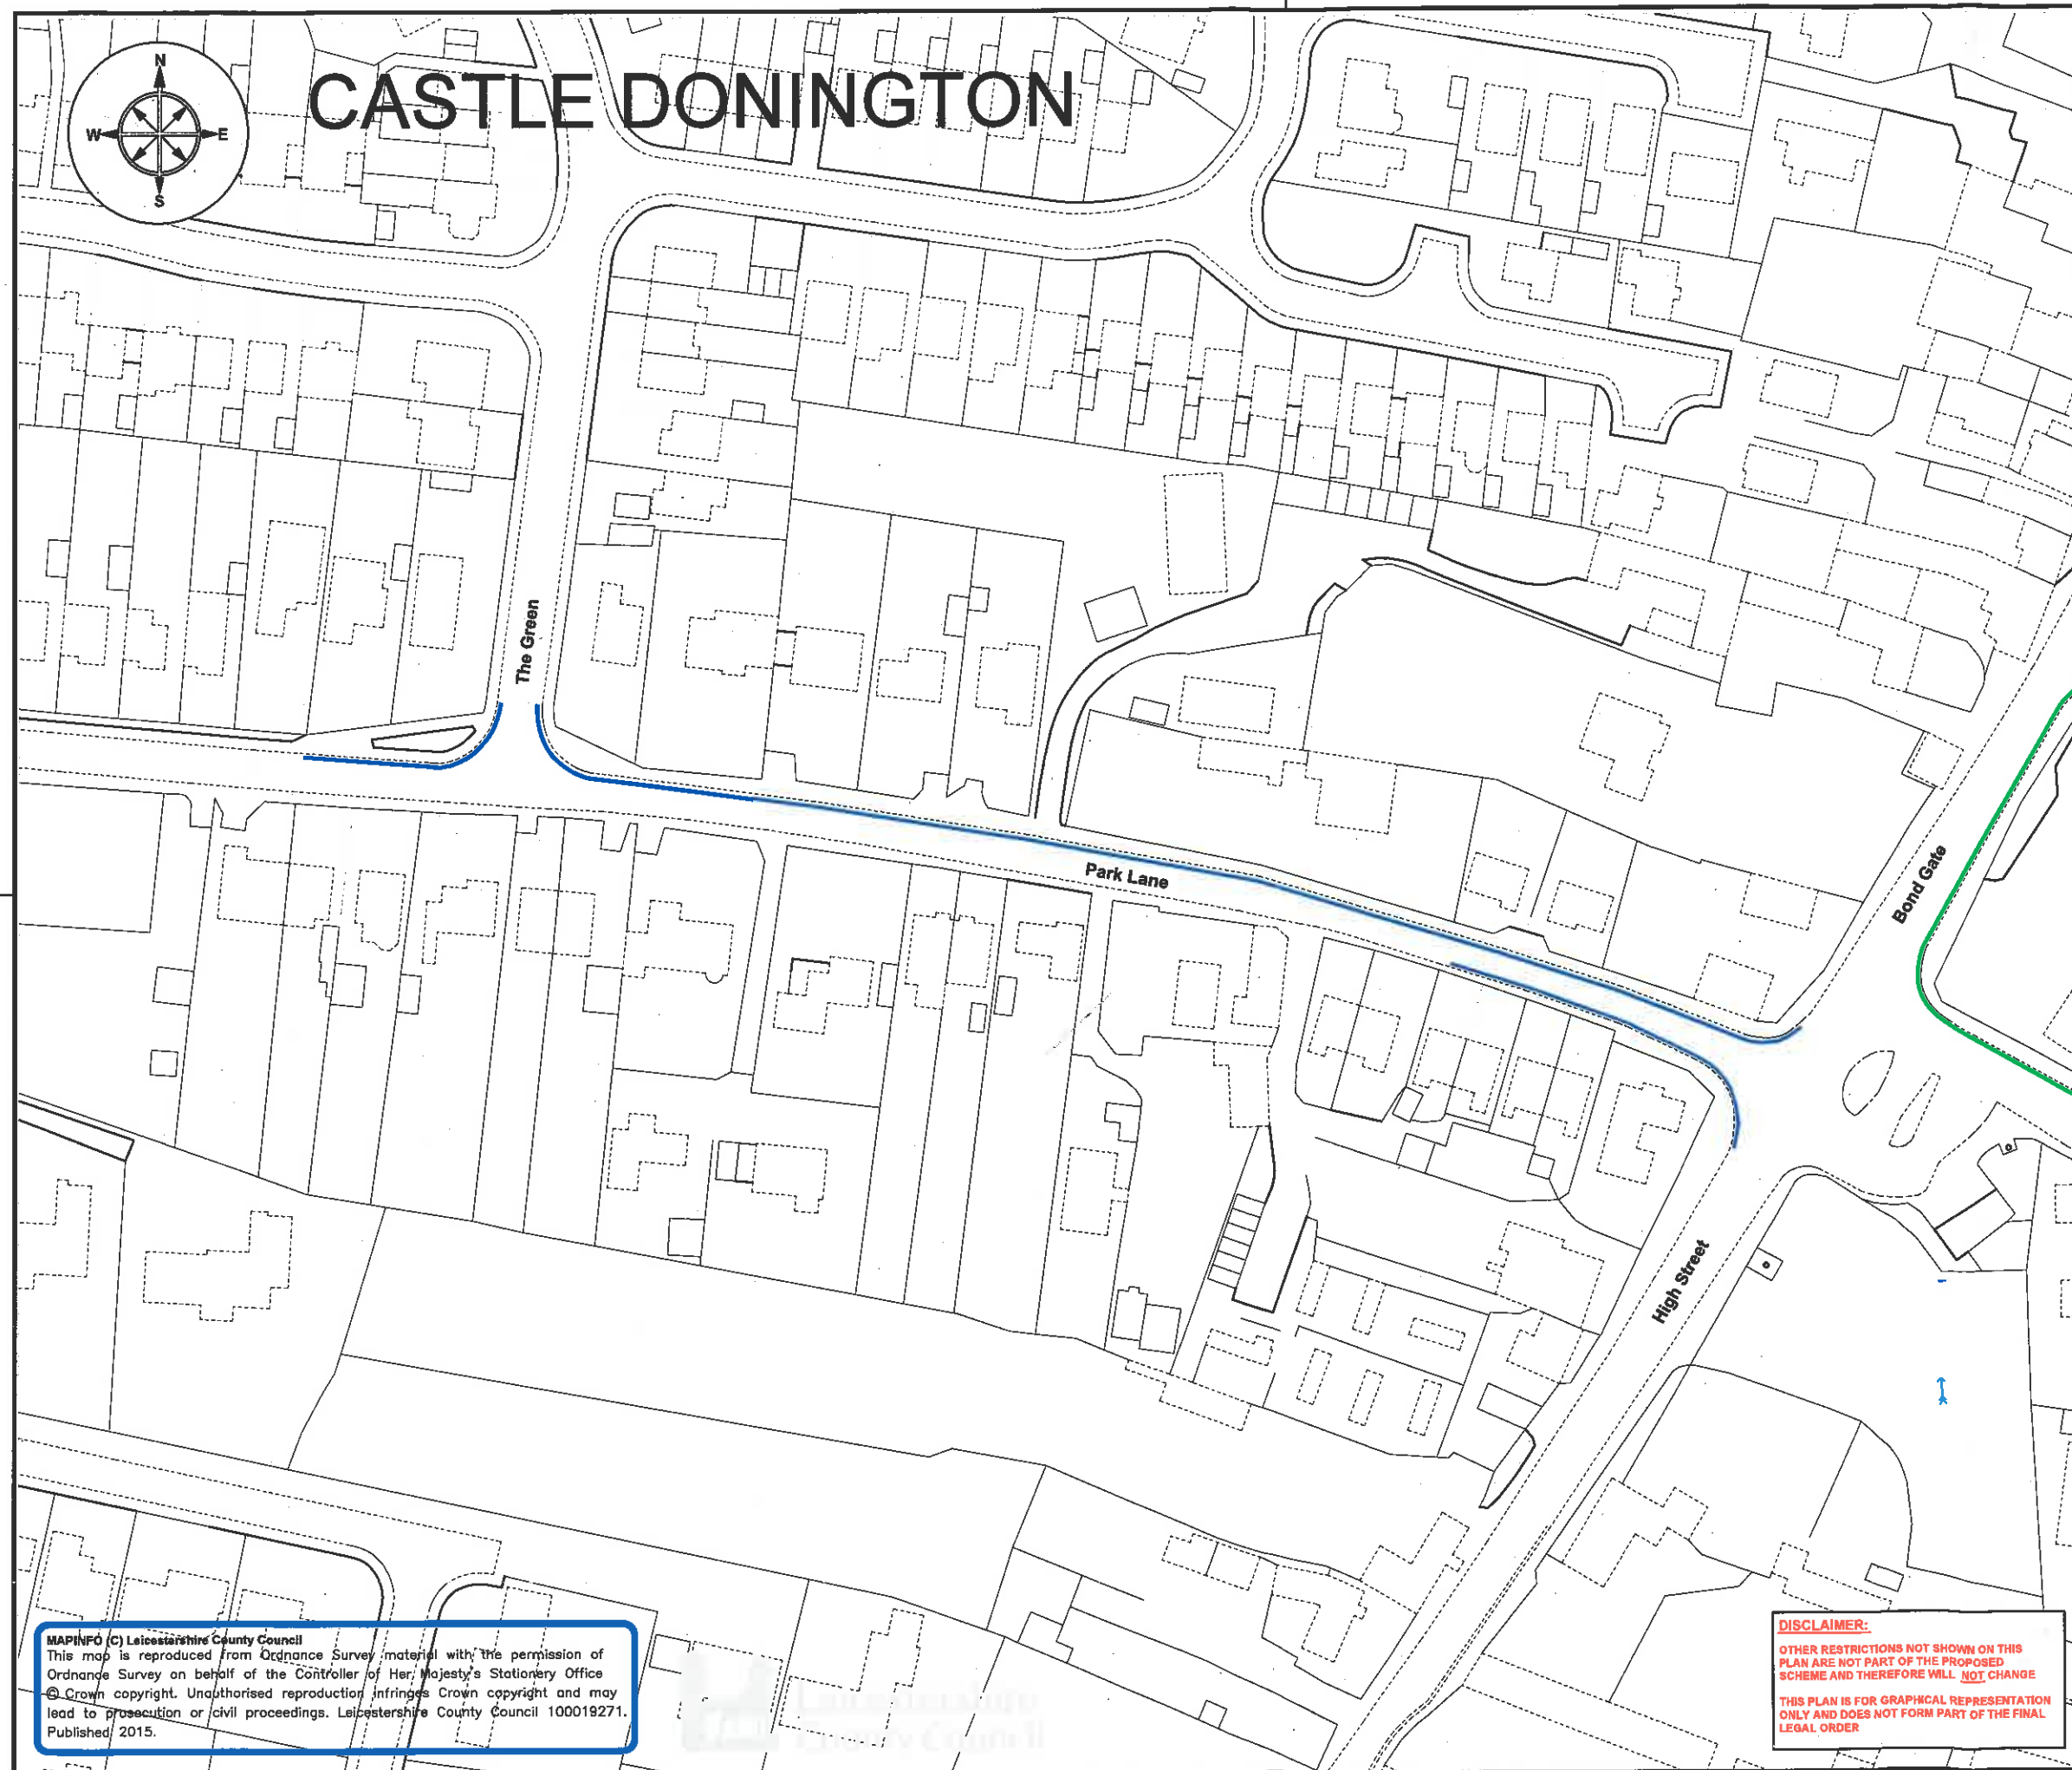 CASTLE DONINGTON
N
W
E
S
The Green
Park Lane
Bond Gate
High Street
MAPINFO (C) Leicestershire County Council
This map is reproduced from Ordnance Survey material with the permission of
Ordnance Survey on behalf of the Controller of Her Majesty's Stationery Office
© Crown copyright. Unauthorised reproduction infringes Crown copyright and may
lead to prosecution or civil proceedings. Leicestershire County Council 100019271.
Published 2015.
Leicestershire
County Council
DISCLAIMER:
OTHER RESTRICTIONS NOT SHOWN ON THIS
PLAN ARE NOT PART OF THE PROPOSED
SCHEME AND THEREFORE WILL NOT CHANGE
THIS PLAN IS FOR GRAPHICAL REPRESENTATION
ONLY AND DOES NOT FORM PART OF THE FINAL
LEGAL ORDER